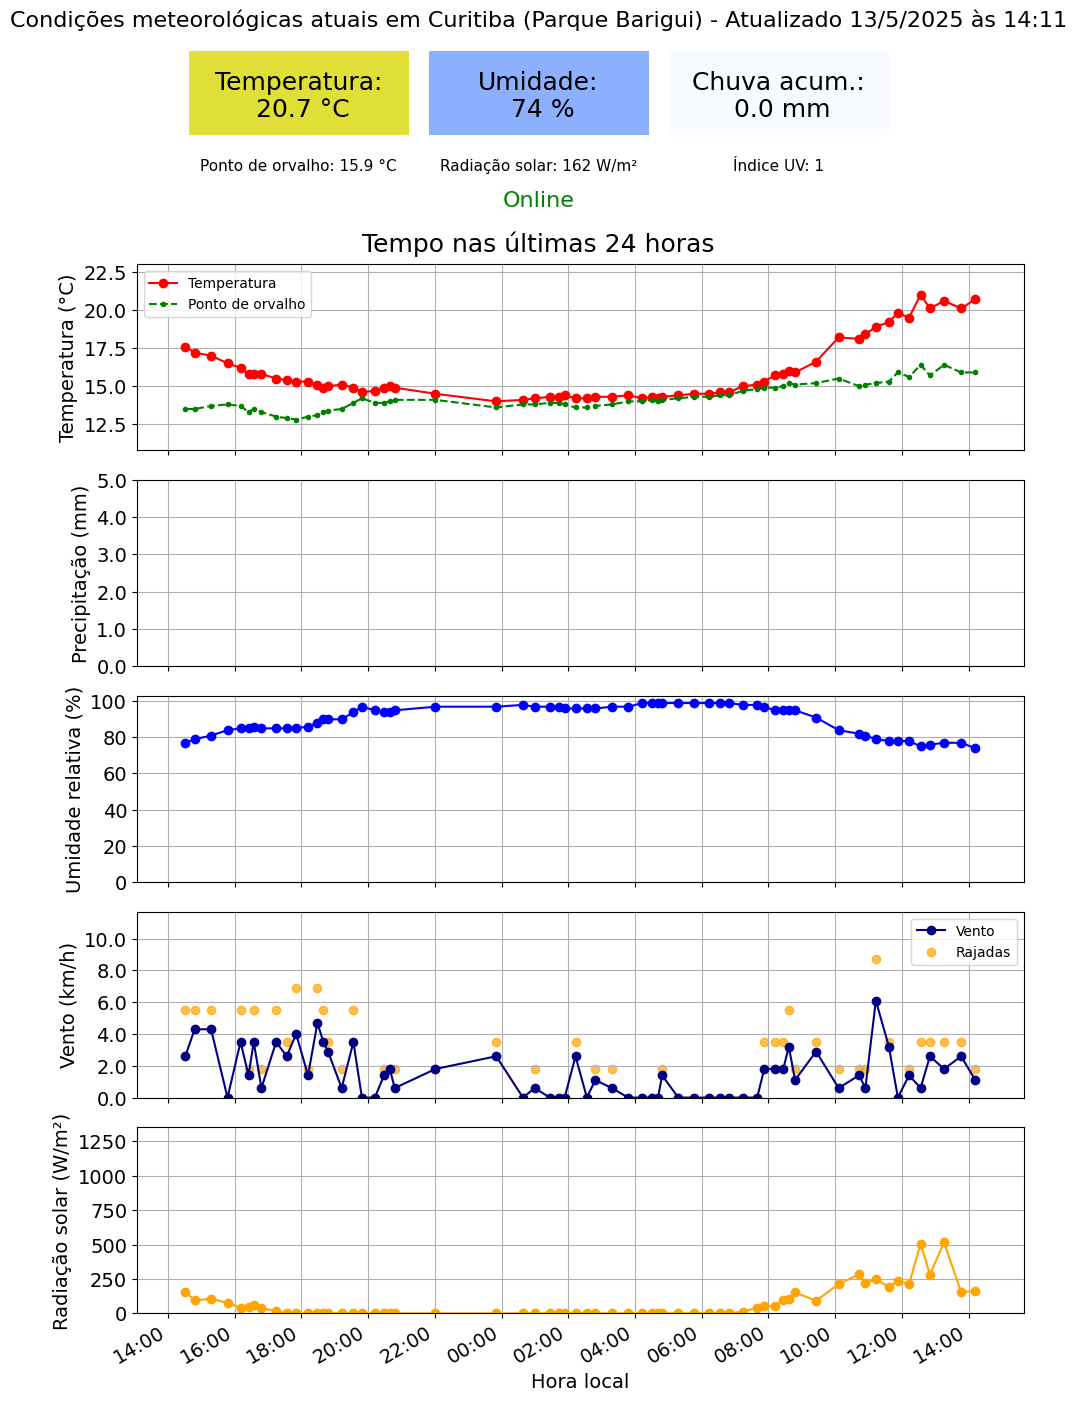 Condições meteorológicas atuais em Curitiba (Parque Barigui) - Atualizado 13/5/2025 às 14:11
Temperatura:
20.7 °C
Umidade:
74 %
Chuva acum.:
0.0 mm
Ponto de orvalho: 15.9 °C
Radiação solar: 162 W/m²
Índice UV: 1
Online
Tempo nas últimas 24 horas
Temperatura (°C)
22.5
20.0
17.5
15.0
12.5
Temperatura
Ponto de orvalho
Precipitação (mm)
5.0
4.0
3.0
2.0
1.0
0.0
Umidade relativa (%)
100
80
60
40
20
0
Vento (km/h)
10.0
8.0
6.0
4.0
2.0
0.0
Vento
Rajadas
Radiação solar (W/m²)
1250
1000
750
500
250
0
14:00
16:00
18:00
20:00
22:00
00:00
02:00
04:00
06:00
08:00
10:00
12:00
14:00
Hora local